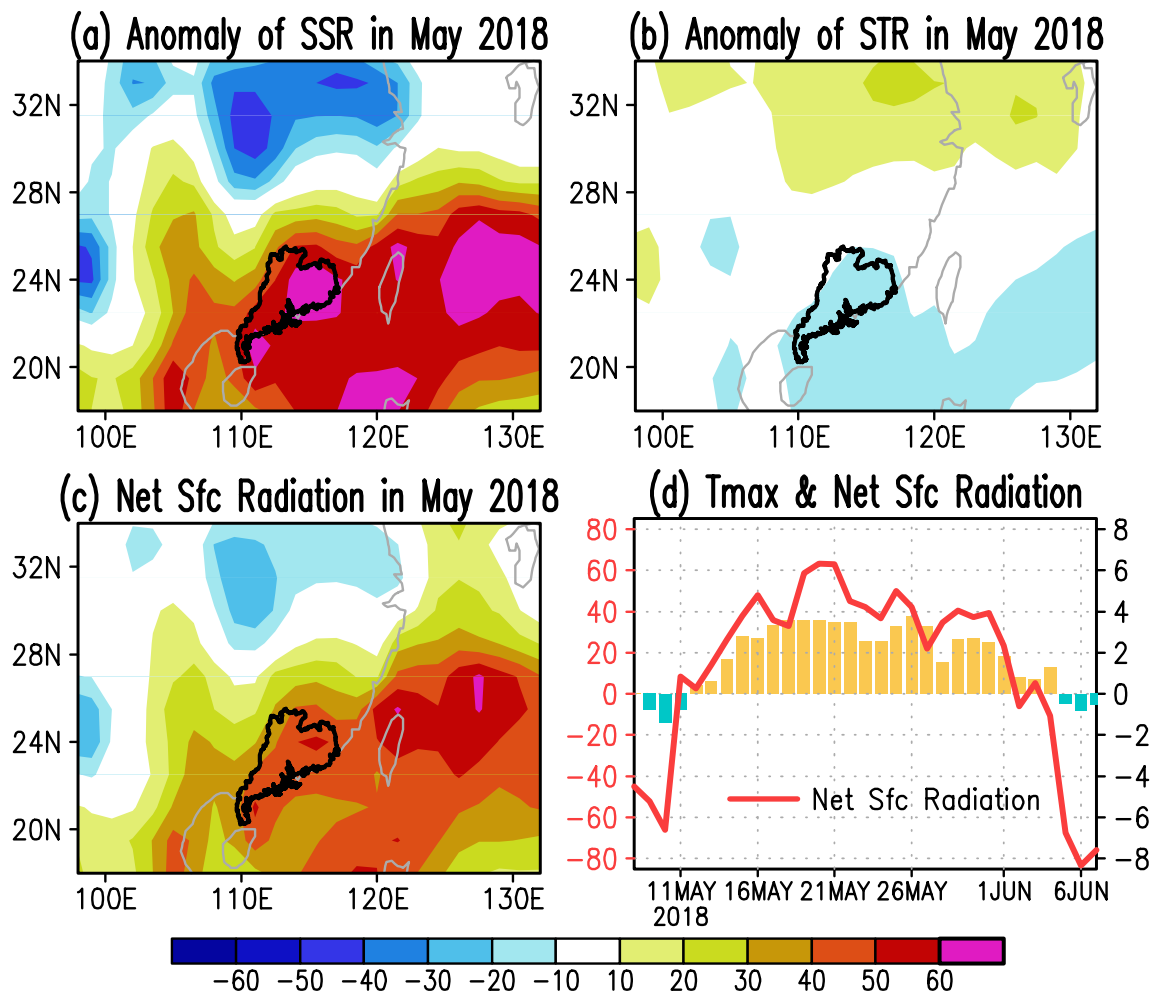 (a) Anomaly of SSR in May 2018
(b) Anomaly of STR in May 2018
32N
28N
24N
20N
100E 110E 120E 130E
32N
28N
24N
20N
100E 110E 120E 130E
(c) Net Sfc Radiation in May 2018
(d) Tmax & Net Sfc Radiation
32N
28N
24N
20N
100E 110E 120E 130E
80
60
40
20
0
−20
−40
−60
−80
8
6
4
2
0
−2
−4
−6
−8
Net Sfc Radiation
11MAY 16MAY 21MAY 26MAY 1JUN 6JUN
2018
−60 −50 −40 −30 −20 −10 10 20 30 40 50 60